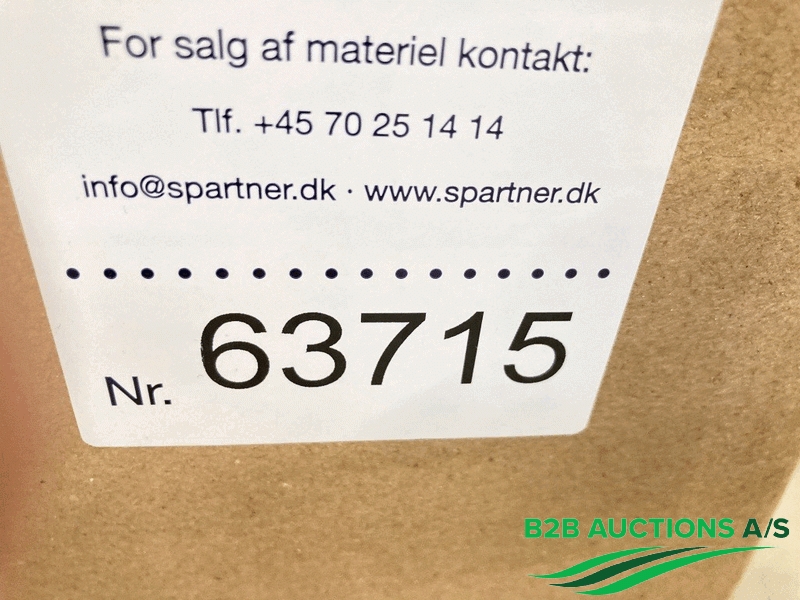 For salg af materiel kontakt:
Tlf. +45 70 25 14 14
info@spartner.dk · www.spartner.dk
Nr. 63715
B2B AUCTIONS A/S